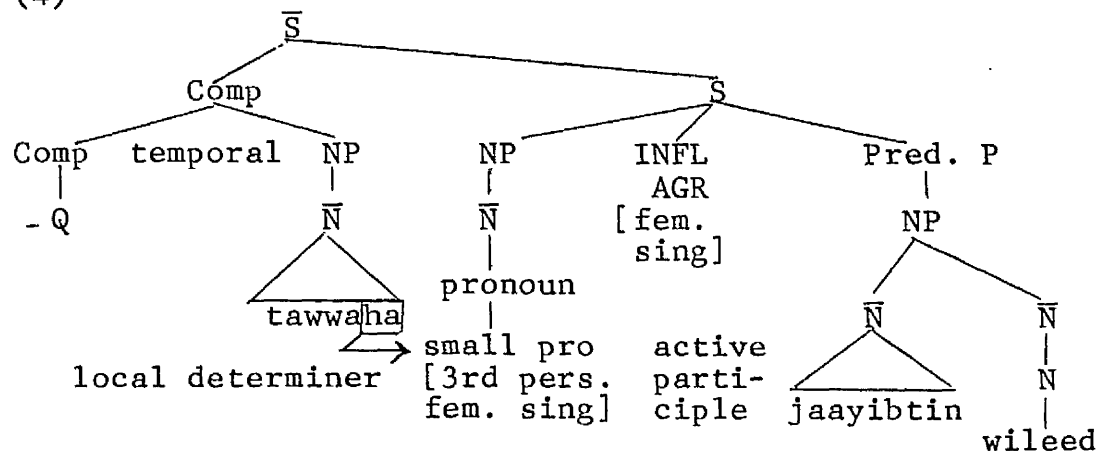 (4)
S̅
Comp S
Comp temporal NP NP INFL Pred. P
AGR
- Q N̅ N̅ [fem. NP
sing]
pronoun
tawwaha N̅ N̅
small pro active
local determiner [3rd pers. parti- N
fem. sing] ciple jaayibtin
wileed